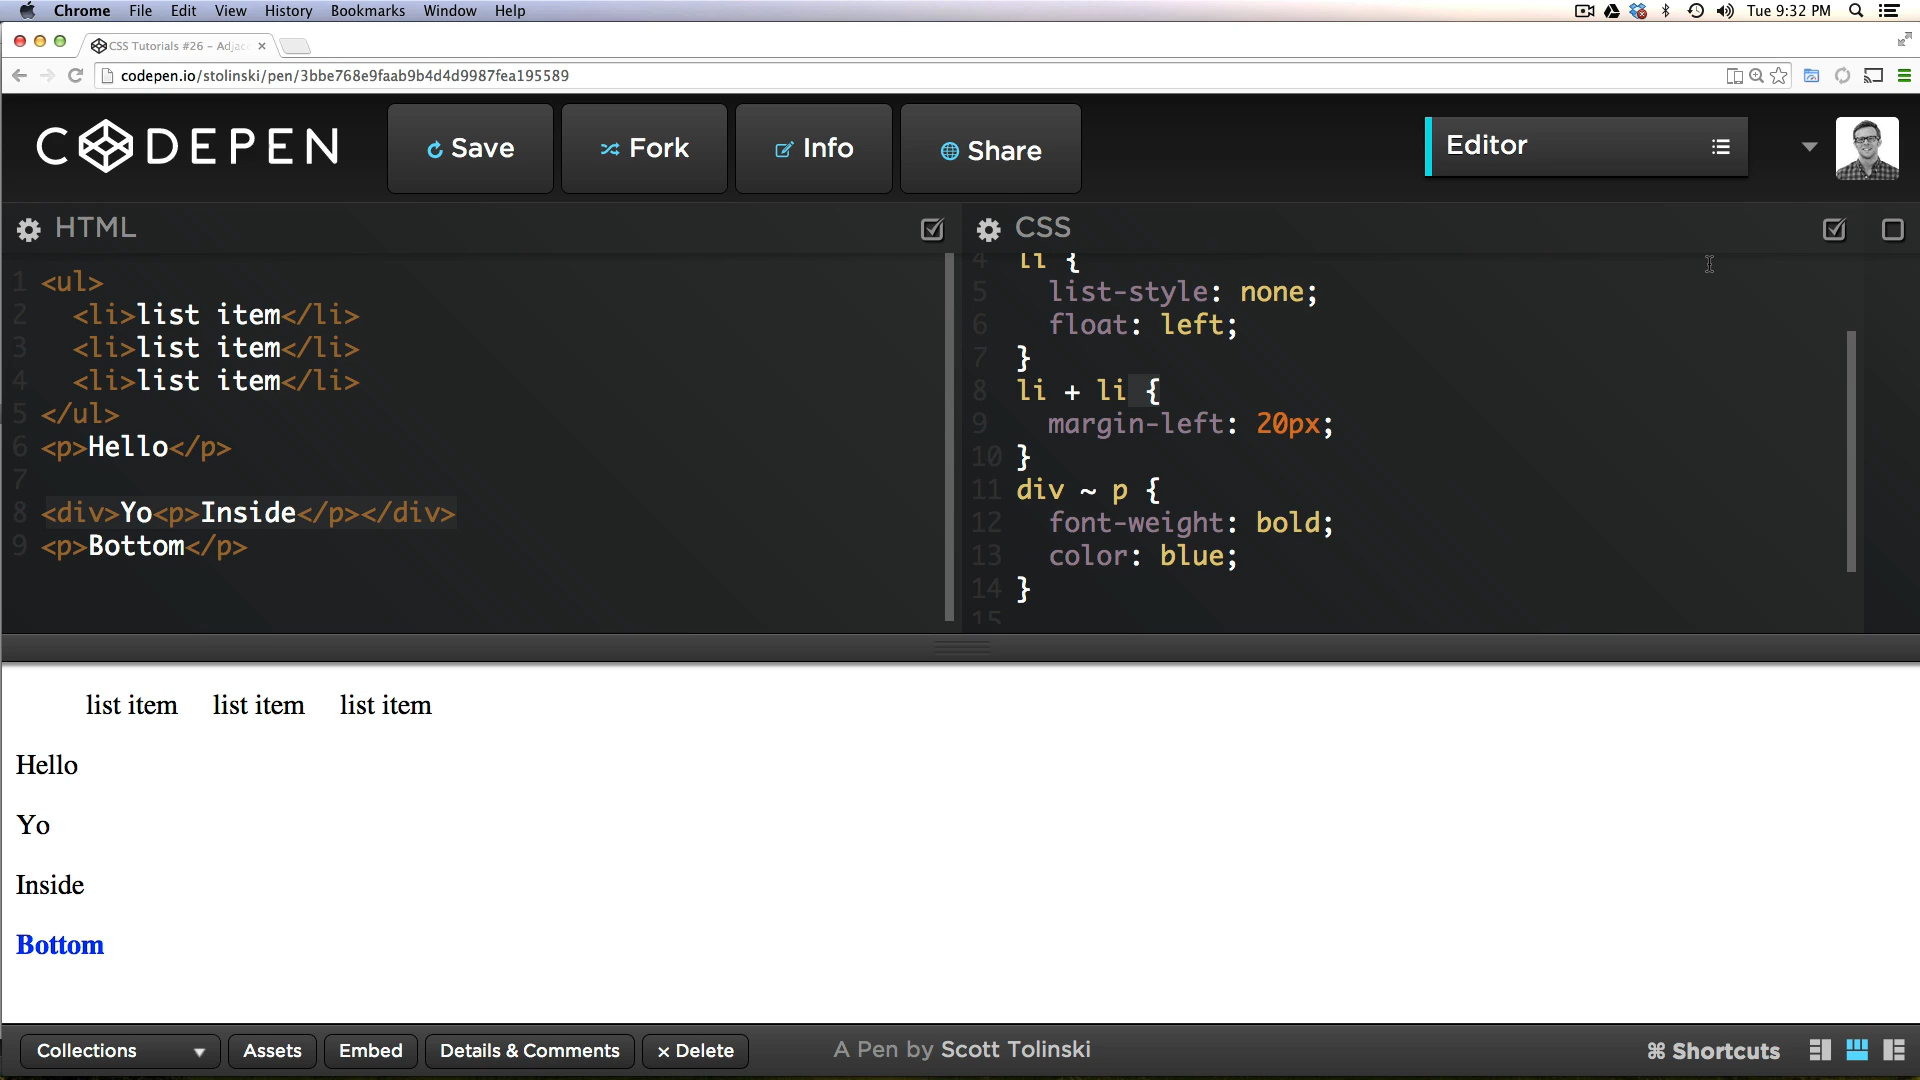 Chrome File Edit View History Bookmarks Window Help Tue 9:32 PM
CSS Tutorials #26 – Adjac
codepen.io/stolinski/pen/3bbe768e9faab9b4d4d9987fea195589
CODEPEN Save Fork Info Share Editor
HTML
1 <ul>
2 <li>list item</li>
3 <li>list item</li>
4 <li>list item</li>
5 </ul>
6 <p>Hello</p>
7
8 <div>Yo<p>Inside</p></div>
9 <p>Bottom</p>
CSS
4 li {
5 list-style: none;
6 float: left;
7 }
8 li + li {
9 margin-left: 20px;
10 }
11 div ~ p {
12 font-weight: bold;
13 color: blue;
14 }
15
list item list item list item
Hello
Yo
Inside
Bottom
Collections Assets Embed Details & Comments × Delete A Pen by Scott Tolinski ⌘ Shortcuts